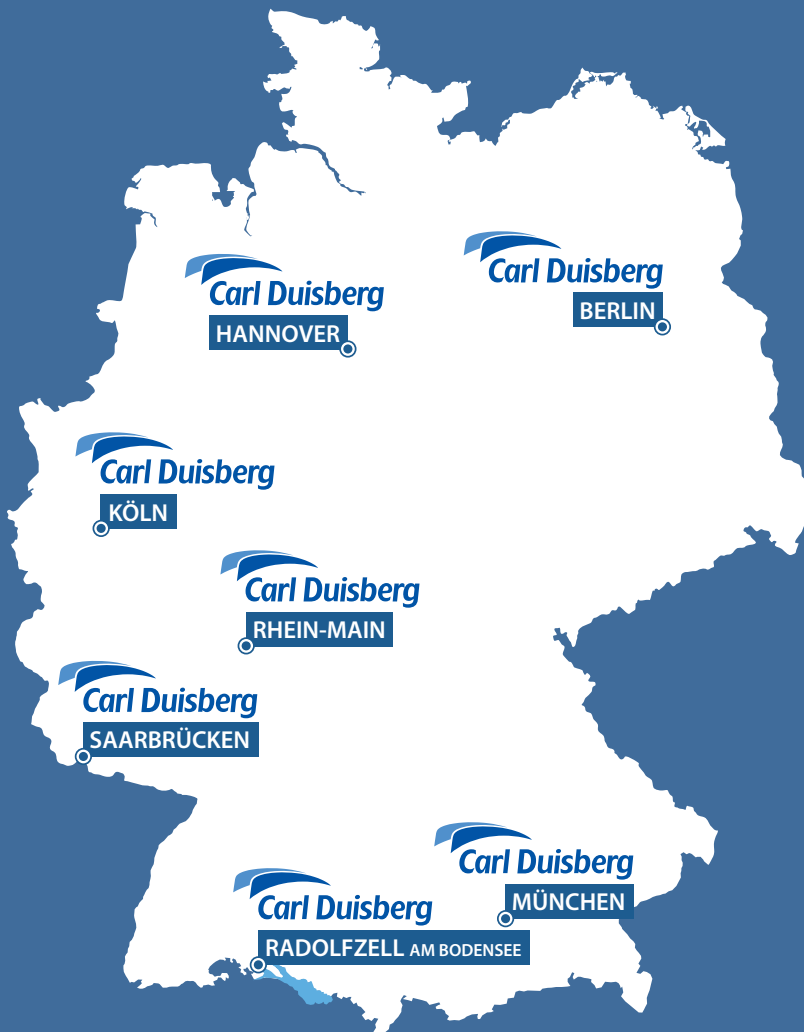 Carl Duisberg
BERLIN
Carl Duisberg
HANNOVER
Carl Duisberg
KÖLN
Carl Duisberg
RHEIN-MAIN
Carl Duisberg
SAARBRÜCKEN
Carl Duisberg
MÜNCHEN
Carl Duisberg
RADOLFZELL AM BODENSEE